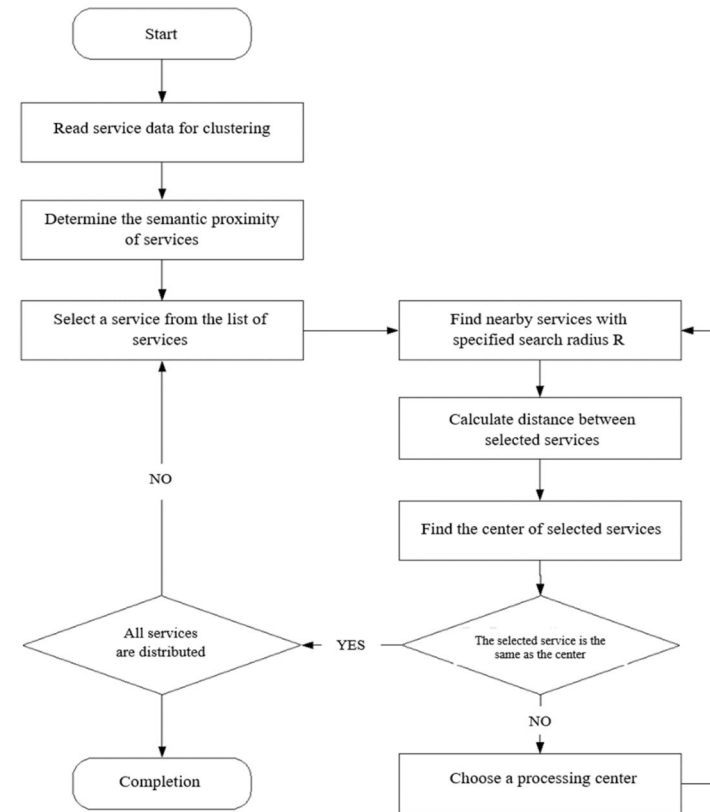 Start
Read service data for clustering
Determine the semantic proximity
of services
Select a service from the list of
services
Find nearby services with
specified search radius R
Calculate distance between
selected services
Find the center of selected services
The selected service is the
same as the center
YES
NO
Choose a processing center
All services
are distributed
NO
Completion